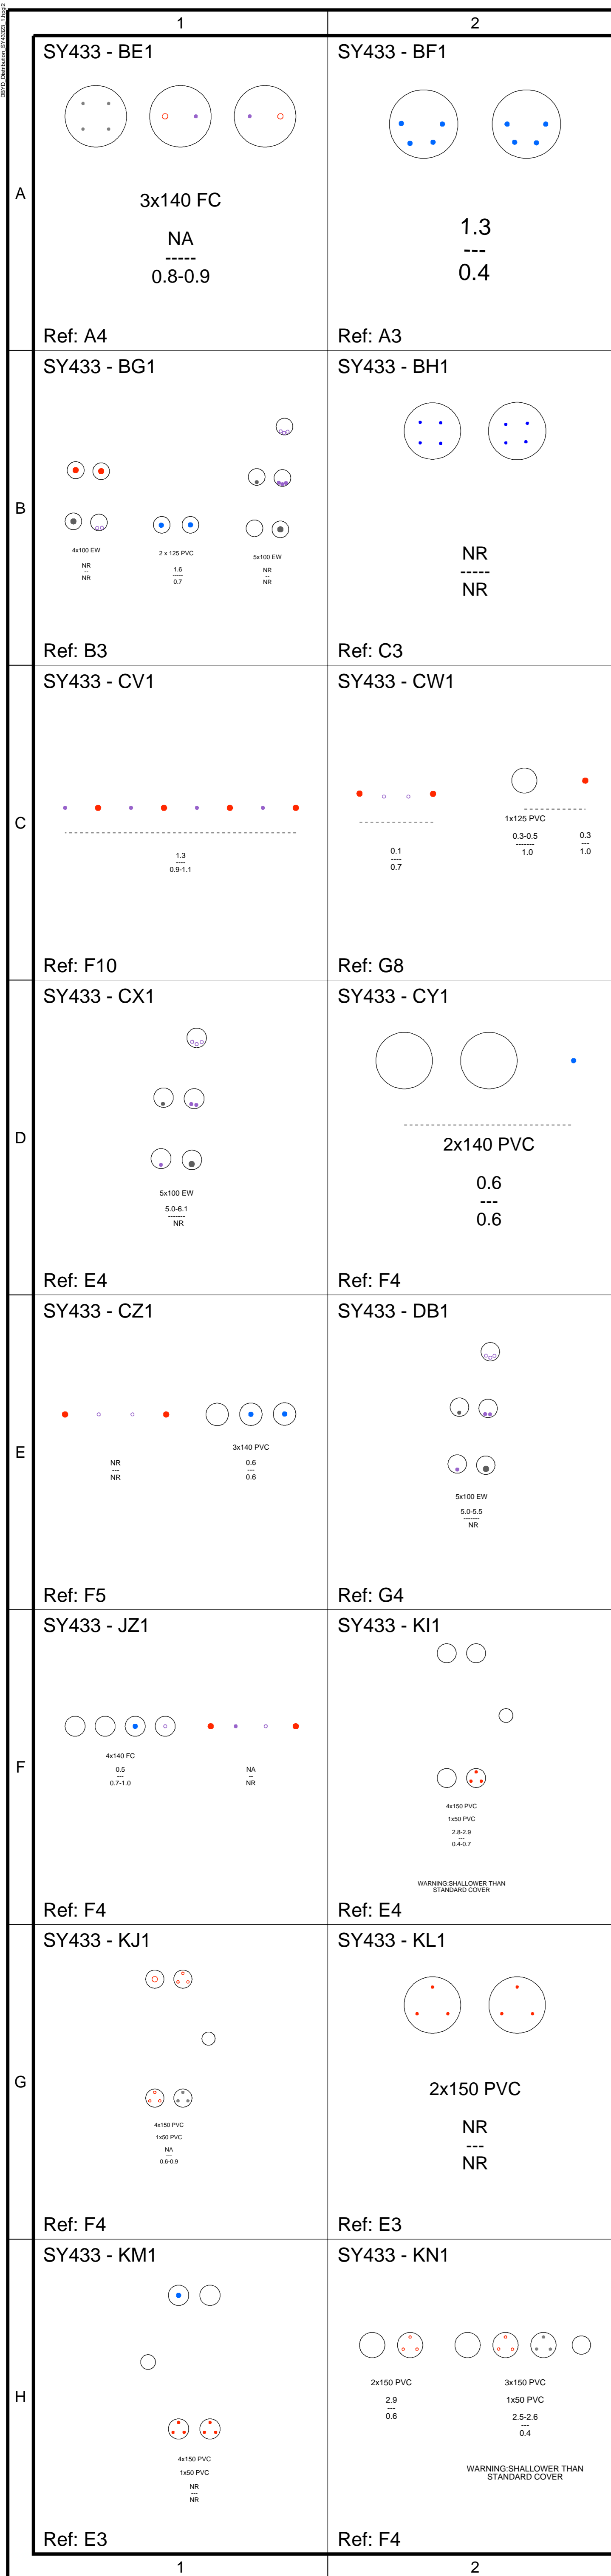 DBYD_Distribution_SY43323_1.hpgl2
1
2
A
SY433 - BE1
3x140 FC
NA
-----
0.8-0.9
Ref: A4
SY433 - BF1
1.3
---
0.4
Ref: A3
B
SY433 - BG1
4x100 EW
NR
--
NR
2 x 125 PVC
1.6
-----
0.7
5x100 EW
NR
--
NR
Ref: B3
SY433 - BH1
NR
-----
NR
Ref: C3
C
SY433 - CV1
1.3
----
0.9-1.1
Ref: F10
SY433 - CW1
0.1
----
0.7
1x125 PVC
0.3-0.5
-------
1.0
0.3
---
1.0
Ref: G8
D
SY433 - CX1
5x100 EW
5.0-6.1
-------
NR
Ref: E4
SY433 - CY1
2x140 PVC
0.6
---
0.6
Ref: F4
E
SY433 - CZ1
NR
---
NR
3x140 PVC
0.6
---
0.6
Ref: F5
SY433 - DB1
5x100 EW
5.0-5.5
-------
NR
Ref: G4
F
SY433 - JZ1
4x140 FC
0.5
---
0.7-1.0
NA
--
NR
Ref: F4
SY433 - KI1
4x150 PVC
1x50 PVC
2.8-2.9
---
0.4-0.7
WARNING:SHALLOWER THAN
STANDARD COVER
Ref: E4
G
SY433 - KJ1
4x150 PVC
1x50 PVC
NA
---
0.6-0.9
Ref: F4
SY433 - KL1
2x150 PVC
NR
---
NR
Ref: E3
H
SY433 - KM1
4x150 PVC
1x50 PVC
NR
---
NR
Ref: E3
SY433 - KN1
2x150 PVC
2.9
---
0.6
3x150 PVC
1x50 PVC
2.5-2.6
---
0.4
WARNING:SHALLOWER THAN
STANDARD COVER
Ref: F4
1
2